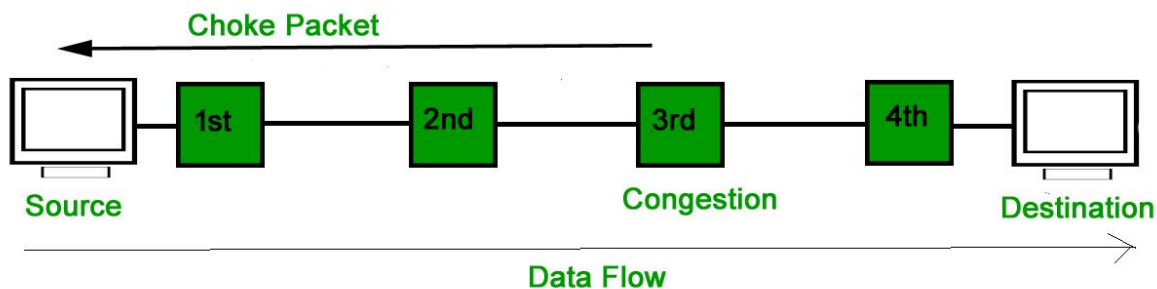 Choke Packet
1st
2nd
3rd
4th
Source
Congestion
Destination
Data Flow